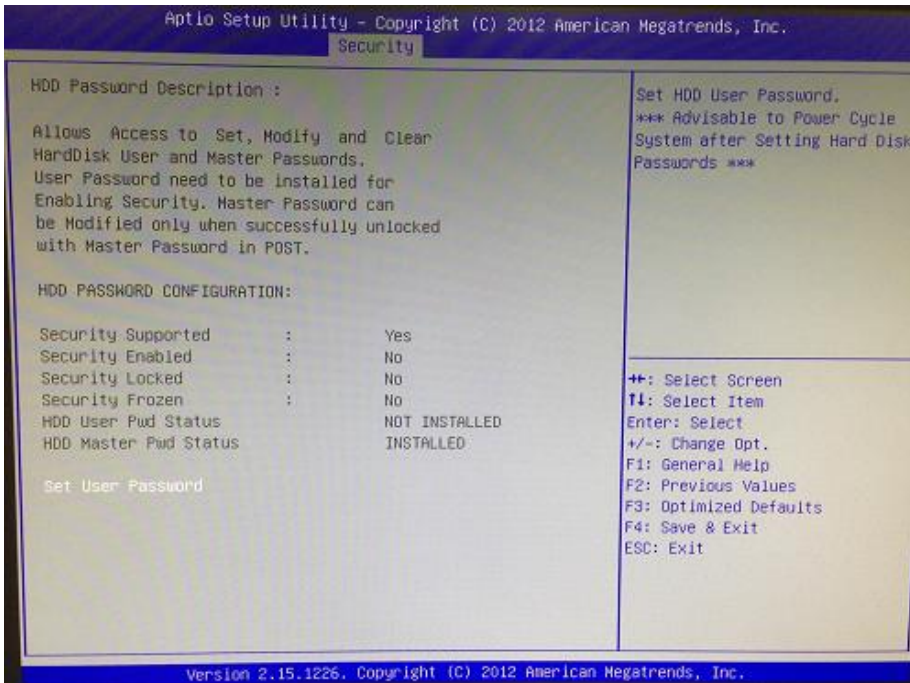 Aptio Setup Utility - Copyright (C) 2012 American Megatrends, Inc.
Security
HDD Password Description :
Allows Access to Set, Modify and Clear
HardDisk User and Master Passwords.
User Password need to be installed for
Enabling Security. Master Password can
be Modified only when successfully unlocked
with Master Password in POST.
HDD PASSWORD CONFIGURATION:
Security Supported : Yes
Security Enabled : No
Security Locked : No
Security Frozen : No
HDD User Pwd Status NOT INSTALLED
HDD Master Pwd Status INSTALLED
Set User Password
Set HDD User Password.
*** Advisable to Power Cycle
System after Setting Hard Disk
Passwords ***
→←: Select Screen
↑↓: Select Item
Enter: Select
+/-: Change Opt.
F1: General Help
F2: Previous Values
F3: Optimized Defaults
F4: Save & Exit
ESC: Exit
Version 2.15.1226. Copyright (C) 2012 American Megatrends, Inc.